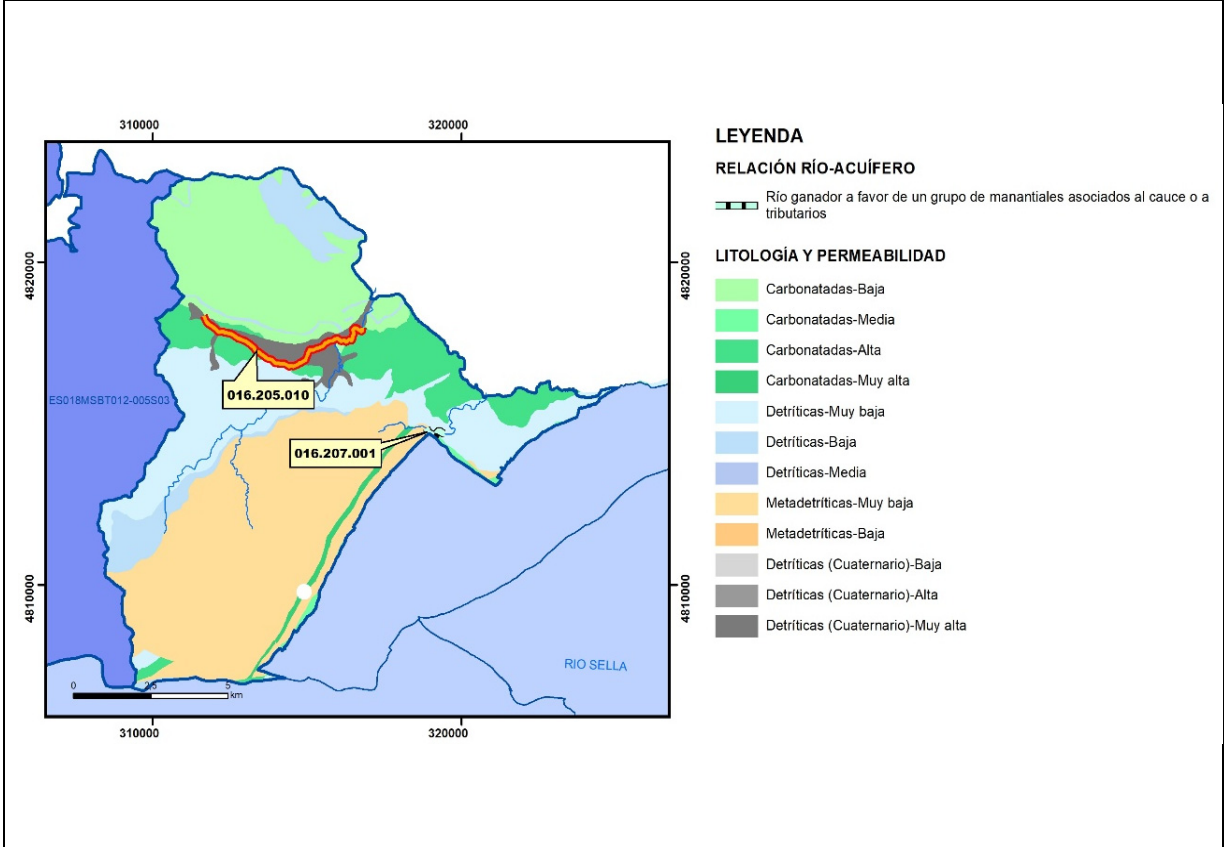 310000
320000
4820000
4820000
ES018MSBT012-005S03
016.205.010
016.207.001
4810000
4810000
RIO SELLA
0
2,5
5
km
310000
320000
LEYENDA
RELACIÓN RÍO-ACUÍFERO
Río ganador a favor de un grupo de manantiales asociados al cauce o a
tributarios
LITOLOGÍA Y PERMEABILIDAD
Carbonatadas-Baja
Carbonatadas-Media
Carbonatadas-Alta
Carbonatadas-Muy alta
Detríticas-Muy baja
Detríticas-Baja
Detríticas-Media
Metadetríticas-Muy baja
Metadetríticas-Baja
Detríticas (Cuaternario)-Baja
Detríticas (Cuaternario)-Alta
Detríticas (Cuaternario)-Muy alta